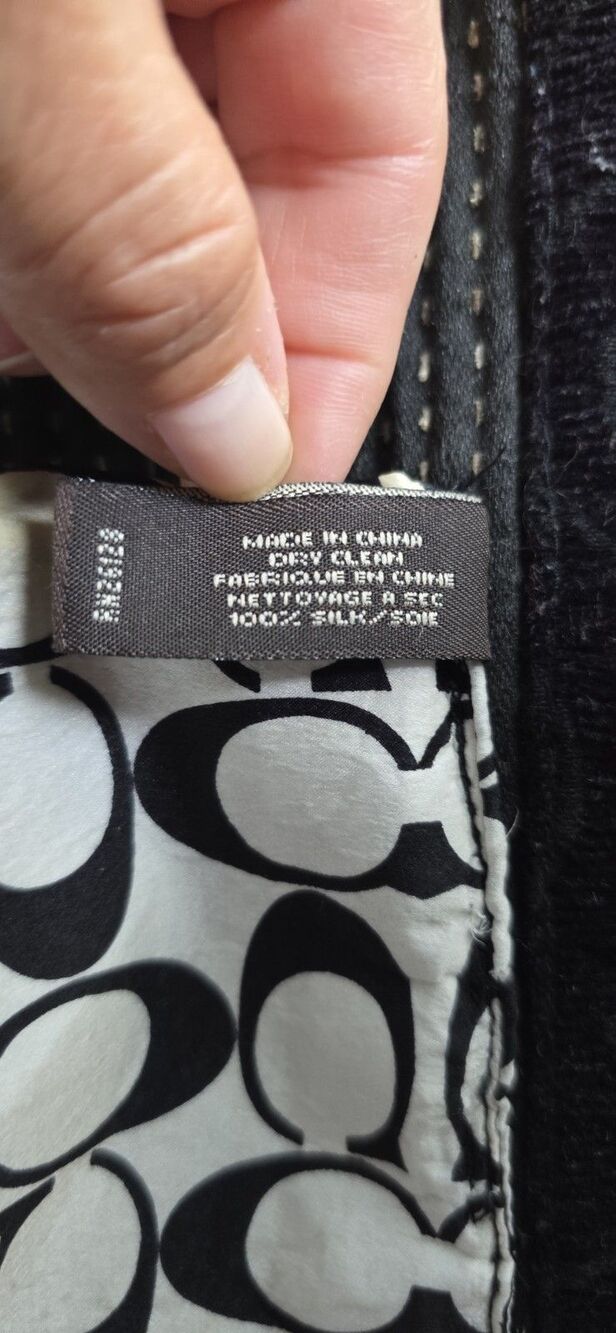 MADE IN CHINA
DRY CLEAN
FABRIQUE EN CHINE
NETTOYAGE A SEC
100% SILK/SOIE